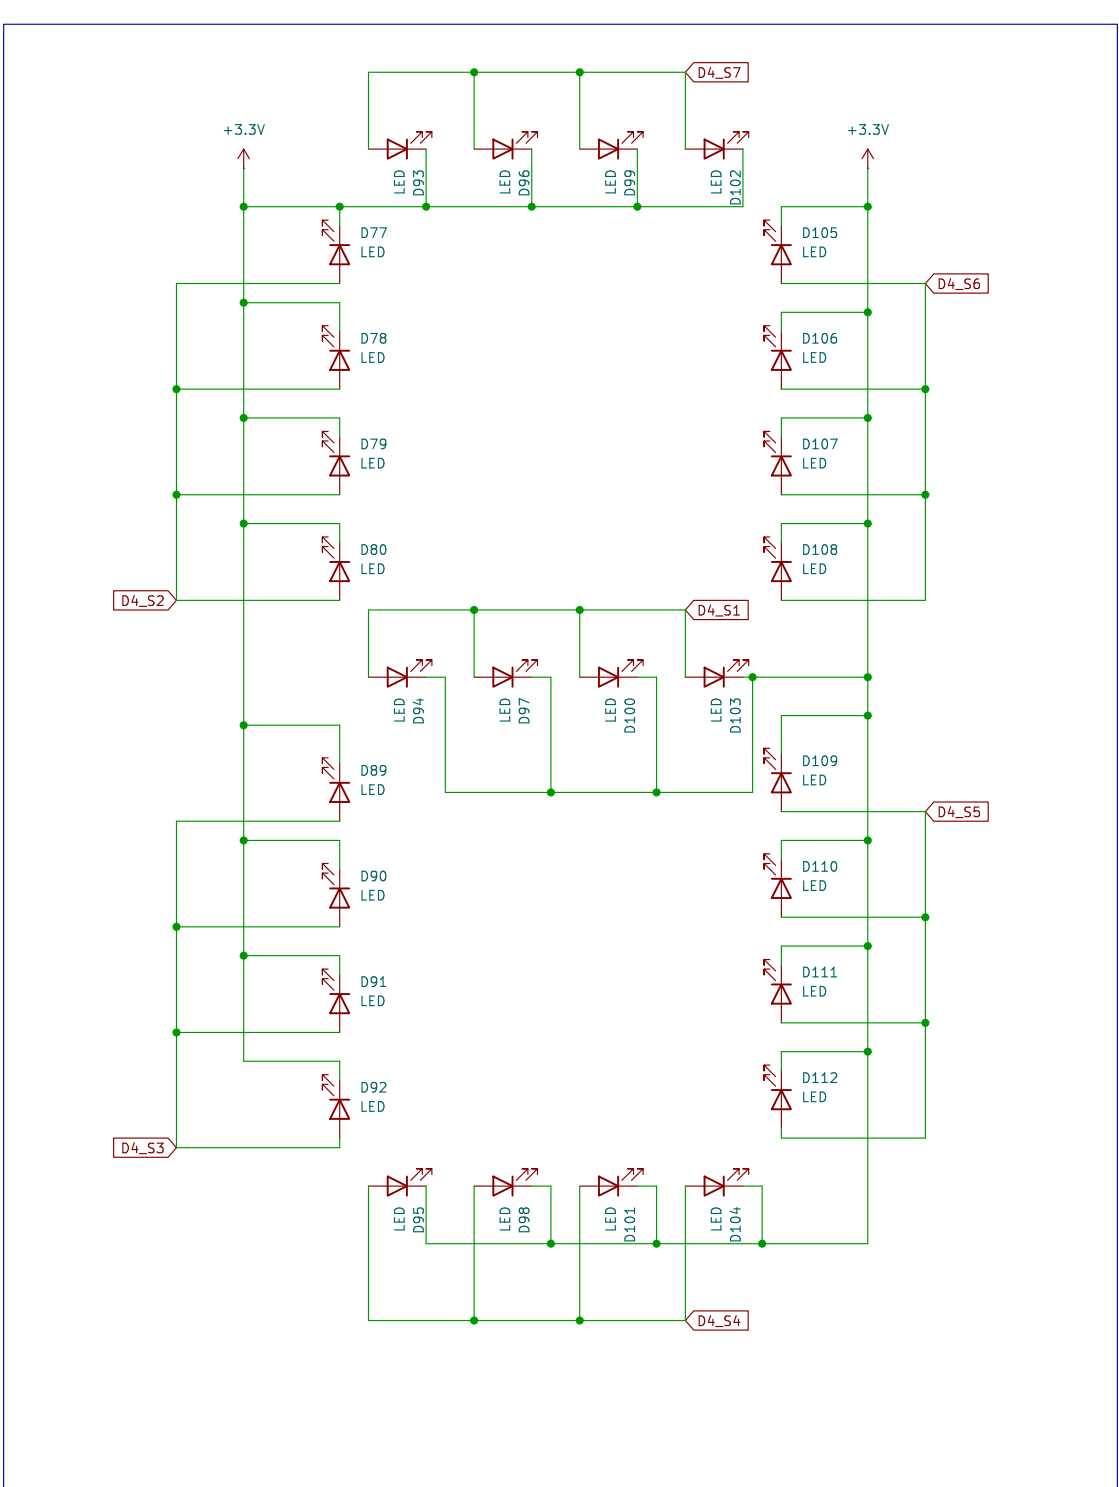 D4_S7
+3.3V
+3.3V
LED
D93
LED
D96
LED
D99
LED
D102
D77
LED
D105
LED
D4_S6
D78
LED
D106
LED
D79
LED
D107
LED
D80
LED
D108
LED
D4_S2
D4_S1
LED
D94
LED
D97
LED
D100
LED
D103
D89
LED
D109
LED
D4_S5
D90
LED
D110
LED
D91
LED
D111
LED
D92
LED
D112
LED
D4_S3
LED
D95
LED
D98
LED
D101
LED
D104
D4_S4